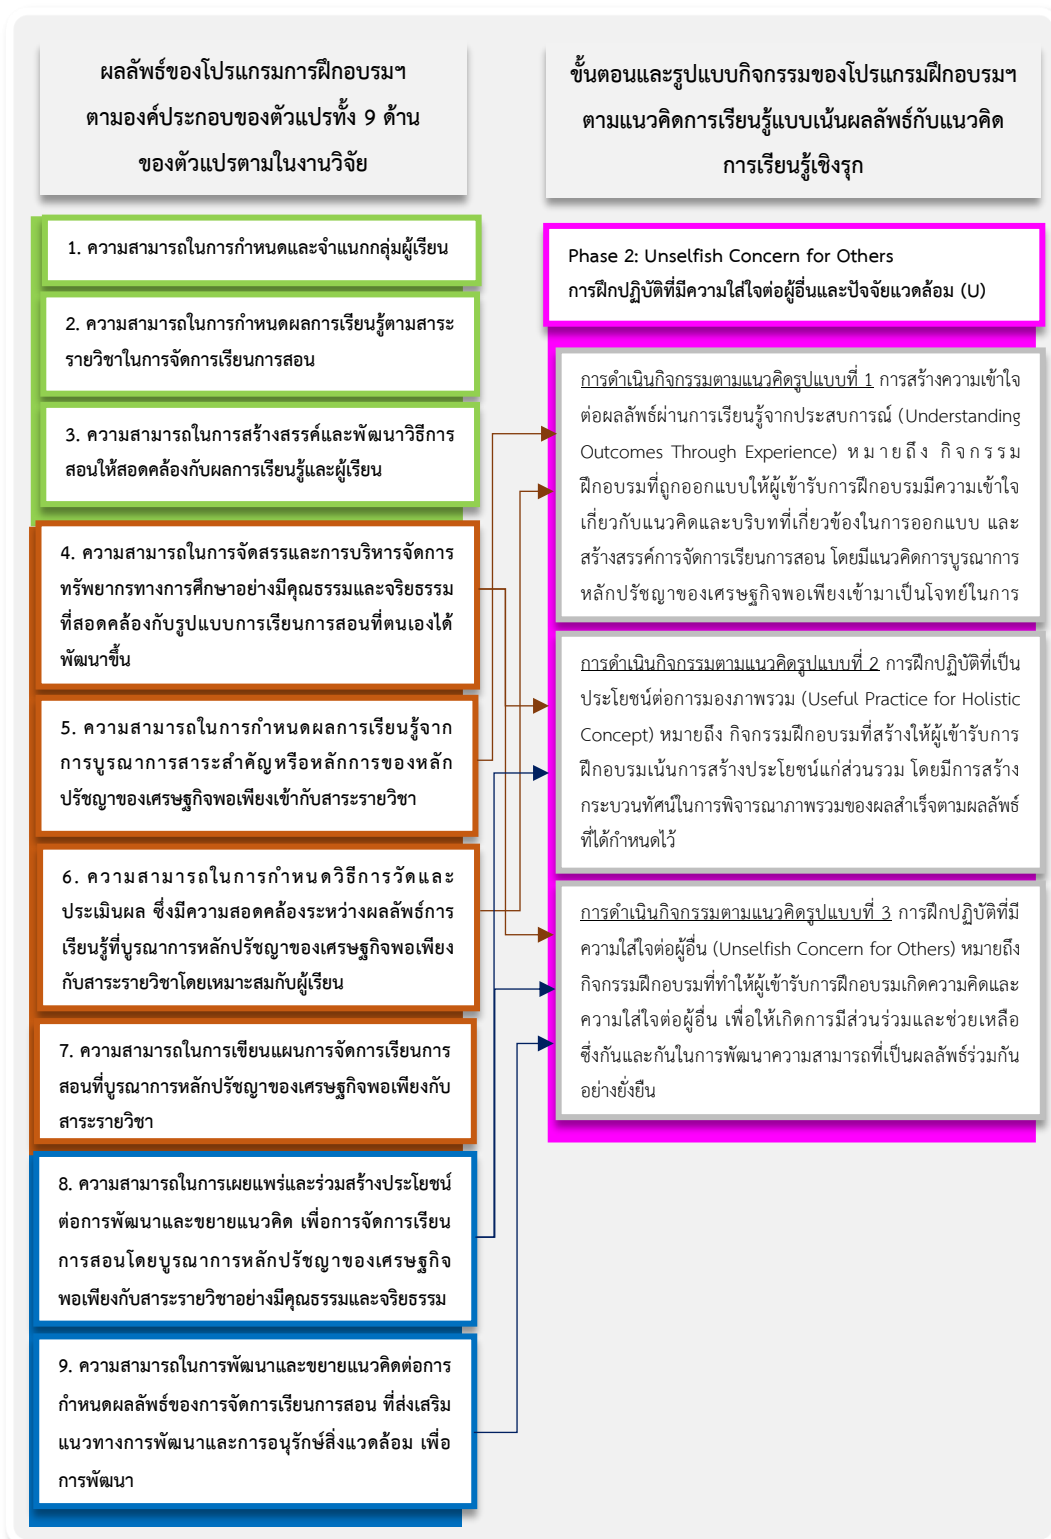 ผลลัพธ์ของโปรแกรมการฝึกอบรมฯ
ตามองค์ประกอบของตัวแปรทั้ง 9 ด้าน
ของตัวแปรตามในงานวิจัย
1. ความสามารถในการกำหนดและจำแนกกลุ่มผู้เรียน
2. ความสามารถในการกำหนดผลการเรียนรู้ตามสาระ
รายวิชาในการจัดการเรียนการสอน
3. ความสามารถในการสร้างสรรค์และพัฒนาวิธีการ
สอนให้สอดคล้องกับผลการเรียนรู้และผู้เรียน
4. ความสามารถในการจัดสรรและการบริหารจัดการ
ทรัพยากรทางการศึกษาอย่างมีคุณธรรมและจริยธรรม
ที่สอดคล้องกับรูปแบบการเรียนการสอนที่ตนเองได้
พัฒนาขึ้น
5. ความสามารถในการกำหนดผลการเรียนรู้จาก
การบูรณาการสาระสำคัญหรือหลักการของหลัก
ปรัชญาของเศรษฐกิจพอเพียงเข้ากับสาระรายวิชา
6. ความสามารถในการกำหนดวิธีการวัดและ
ประเมินผล ซึ่งมีความสอดคล้องระหว่างผลลัพธ์การ
เรียนรู้ที่บูรณาการหลักปรัชญาของเศรษฐกิจพอเพียง
กับสาระรายวิชาโดยเหมาะสมกับผู้เรียน
7. ความสามารถในการเขียนแผนการจัดการเรียนการ
สอนที่บูรณาการหลักปรัชญาของเศรษฐกิจพอเพียงกับ
สาระรายวิชา
8. ความสามารถในการเผยแพร่และร่วมสร้างประโยชน์
ต่อการพัฒนาและขยายแนวคิด เพื่อการจัดการเรียน
การสอนโดยบูรณาการหลักปรัชญาของเศรษฐกิจ
พอเพียงกับสาระรายวิชาอย่างมีคุณธรรมและจริยธรรม
9. ความสามารถในการพัฒนาและขยายแนวคิดต่อการ
กำหนดผลลัพธ์ของการจัดการเรียนการสอน ที่ส่งเสริม
แนวทางการพัฒนาและการอนุรักษ์สิ่งแวดล้อม เพื่อ
การพัฒนา
ขั้นตอนและรูปแบบกิจกรรมของโปรแกรมฝึกอบรมฯ
ตามแนวคิดการเรียนรู้แบบเน้นผลลัพธ์กับแนวคิด
การเรียนรู้เชิงรุก
Phase 2: Unselfish Concern for Others
การฝึกปฏิบัติที่มีความใส่ใจต่อผู้อื่นและปัจจัยแวดล้อม (U)
การดำเนินกิจกรรมตามแนวคิดรูปแบบที่ 1 การสร้างความเข้าใจ
ต่อผลลัพธ์ผ่านการเรียนรู้จากประสบการณ์ (Understanding
Outcomes Through Experience) หมายถึง กิจกรรม
ฝึกอบรมที่ถูกออกแบบให้ผู้เข้ารับการฝึกอบรมมีความเข้าใจ
เกี่ยวกับแนวคิดและบริบทที่เกี่ยวข้องในการออกแบบ และ
สร้างสรรค์การจัดการเรียนการสอน โดยมีแนวคิดการบูรณาการ
หลักปรัชญาของเศรษฐกิจพอเพียงเข้ามาเป็นโจทย์ในการ
การดำเนินกิจกรรมตามแนวคิดรูปแบบที่ 2 การฝึกปฏิบัติที่เป็น
ประโยชน์ต่อการมองภาพรวม (Useful Practice for Holistic
Concept) หมายถึง กิจกรรมฝึกอบรมที่สร้างให้ผู้เข้ารับการ
ฝึกอบรมเน้นการสร้างประโยชน์แก่ส่วนรวม โดยมีการสร้าง
กระบวนทัศน์ในการพิจารณาภาพรวมของผลสำเร็จตามผลลัพธ์
ที่ได้กำหนดไว้
การดำเนินกิจกรรมตามแนวคิดรูปแบบที่ 3 การฝึกปฏิบัติที่มี
ความใส่ใจต่อผู้อื่น (Unselfish Concern for Others) หมายถึง
กิจกรรมฝึกอบรมที่ทำให้ผู้เข้ารับการฝึกอบรมเกิดความคิดและ
ความใส่ใจต่อผู้อื่น เพื่อให้เกิดการมีส่วนร่วมและช่วยเหลือ
ซึ่งกันและกันในการพัฒนาความสามารถที่เป็นผลลัพธ์ร่วมกัน
อย่างยั่งยืน